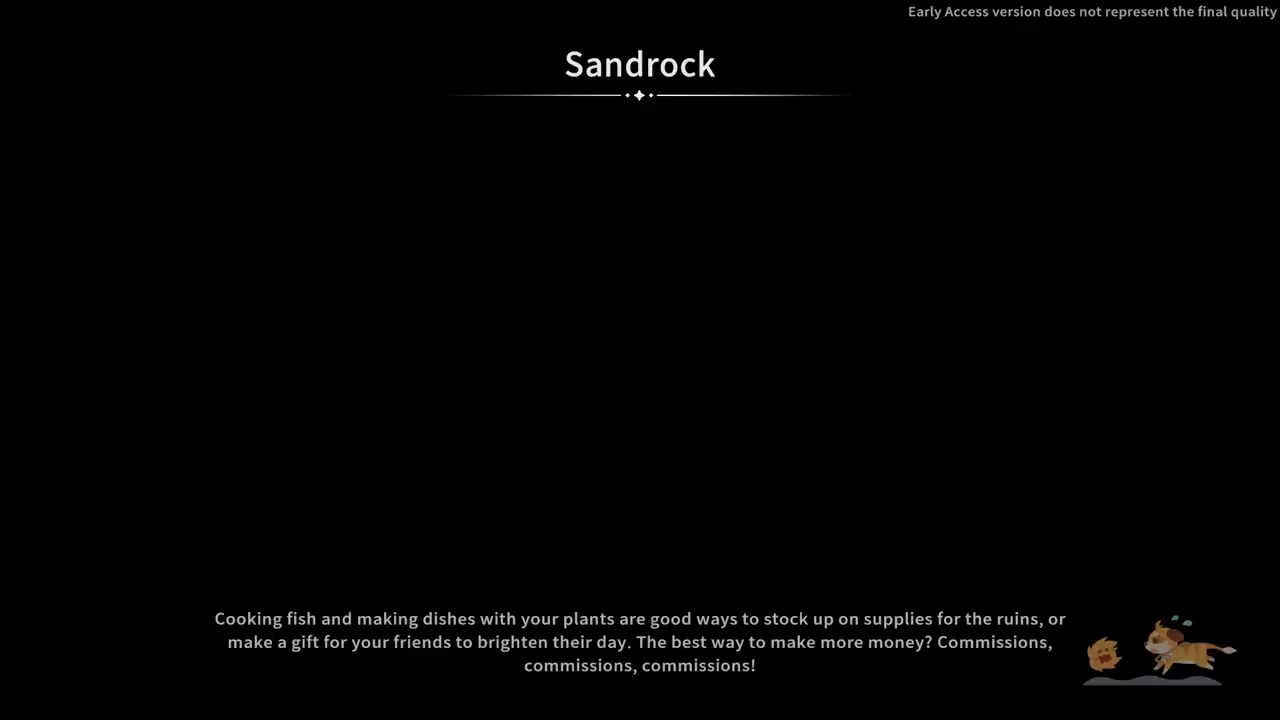 Early Access version does not represent the final quality
Sandrock
Cooking fish and making dishes with your plants are good ways to stock up on supplies for the ruins, or
make a gift for your friends to brighten their day. The best way to make more money? Commissions,
commissions, commissions!